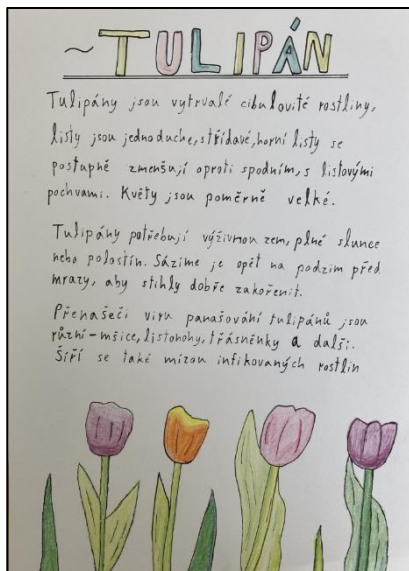 ~TULIPÁN
Tulipány jsou vytrvalé cibulovité rostliny,
listy jsou jednoduche, střídavé, horní listy se
postupně zmenšují oproti spodním, s listovými
pochvami. Květy jsou poměrně velké.
Tulipány potřebují výživnou zem, plné slunce
nebo polostín. Sázíme je opět na podzim před
mrazy, aby stihly dobře zakořenit.
Přenašeči viru panašování tulipánů jsou
různí - mšice, listonohy, třásněnky a další.
Šíří se také mízou infikovaných rostlin